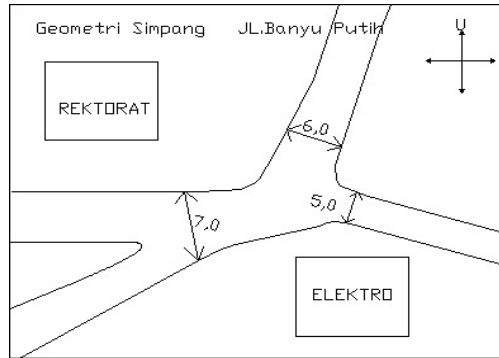 Geometri Simpang JL.Banyu Putih
U
REKTORAT
6,0
5,0
7,0
ELEKTRO